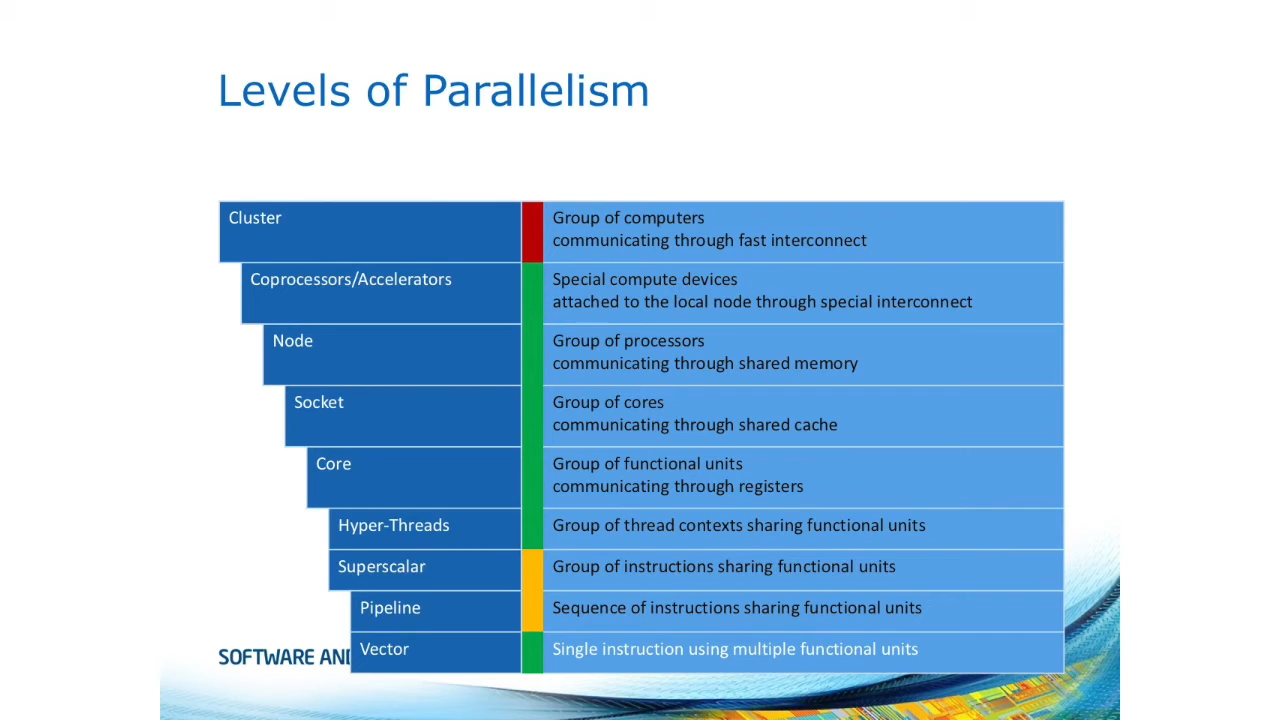 Levels of Parallelism
Cluster
Group of computers
communicating through fast interconnect
Coprocessors/Accelerators
Special compute devices
attached to the local node through special interconnect
Node
Group of processors
communicating through shared memory
Socket
Group of cores
communicating through shared cache
Core
Group of functional units
communicating through registers
Hyper-Threads
Group of thread contexts sharing functional units
Superscalar
Group of instructions sharing functional units
Pipeline
Sequence of instructions sharing functional units
Vector
Single instruction using multiple functional units
SOFTWARE AND